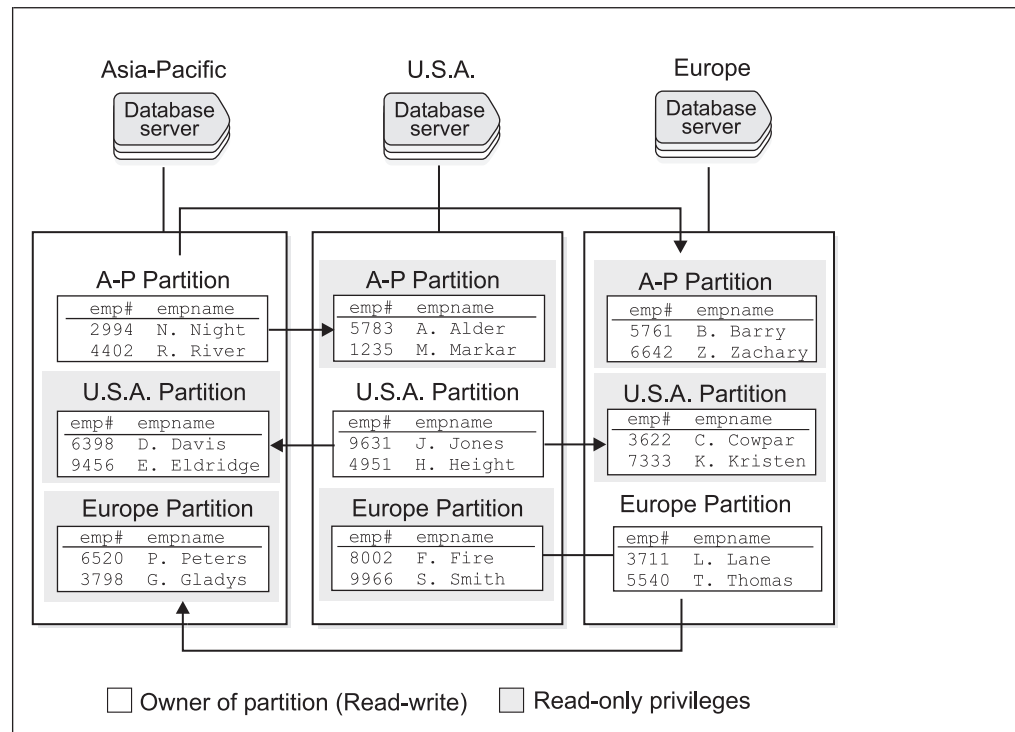 Asia-Pacific
U.S.A.
Europe
Database
server
Database
server
Database
server
A-P Partition
emp# empname
2994 N. Night
4402 R. River
U.S.A. Partition
emp# empname
6398 D. Davis
9456 E. Eldridge
Europe Partition
emp# empname
6520 P. Peters
3798 G. Gladys
A-P Partition
emp# empname
5783 A. Alder
1235 M. Markar
U.S.A. Partition
emp# empname
9631 J. Jones
4951 H. Height
Europe Partition
emp# empname
8002 F. Fire
9966 S. Smith
A-P Partition
emp# empname
5761 B. Barry
6642 Z. Zachary
U.S.A. Partition
emp# empname
3622 C. Cowpar
7333 K. Kristen
Europe Partition
emp# empname
3711 L. Lane
5540 T. Thomas
Owner of partition (Read-write)
Read-only privileges